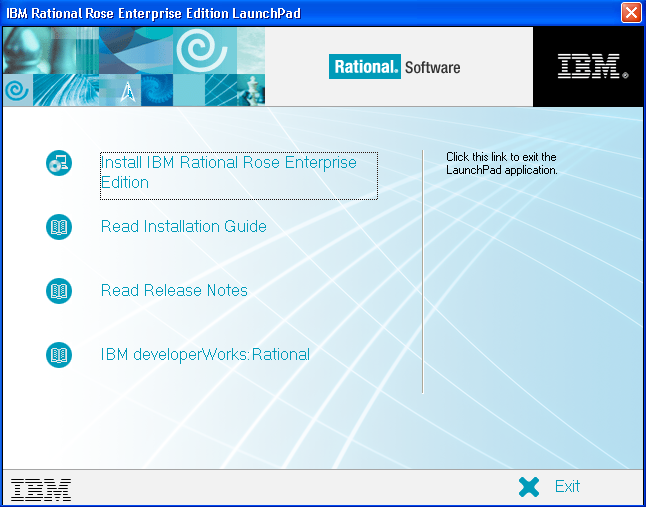 IBM Rational Rose Enterprise Edition LaunchPad
Rational. Software
IBM®
Install IBM Rational Rose Enterprise
Edition
Click this link to exit the
LaunchPad application.
Read Installation Guide
Read Release Notes
IBM developerWorks:Rational
IBM
Exit